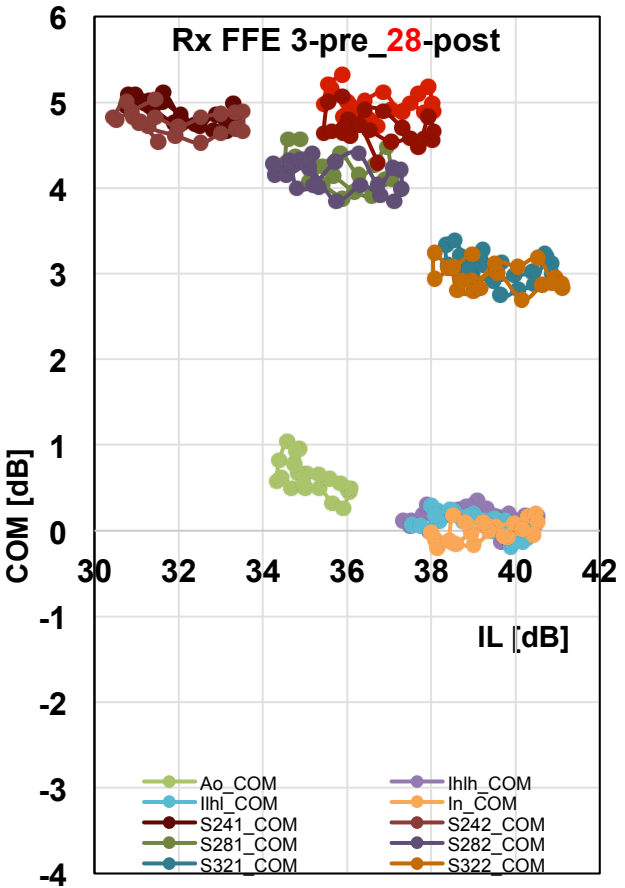 Rx FFE 3-pre_28-post
6
5
4
3
2
1
0
-1
-2
-3
-4
COM [dB]
30 32 34 36 38 40 42
IL [dB]
Ao_COM Ihlh_COM
Ilhl_COM In_COM
S241_COM S242_COM
S281_COM S282_COM
S321_COM S322_COM